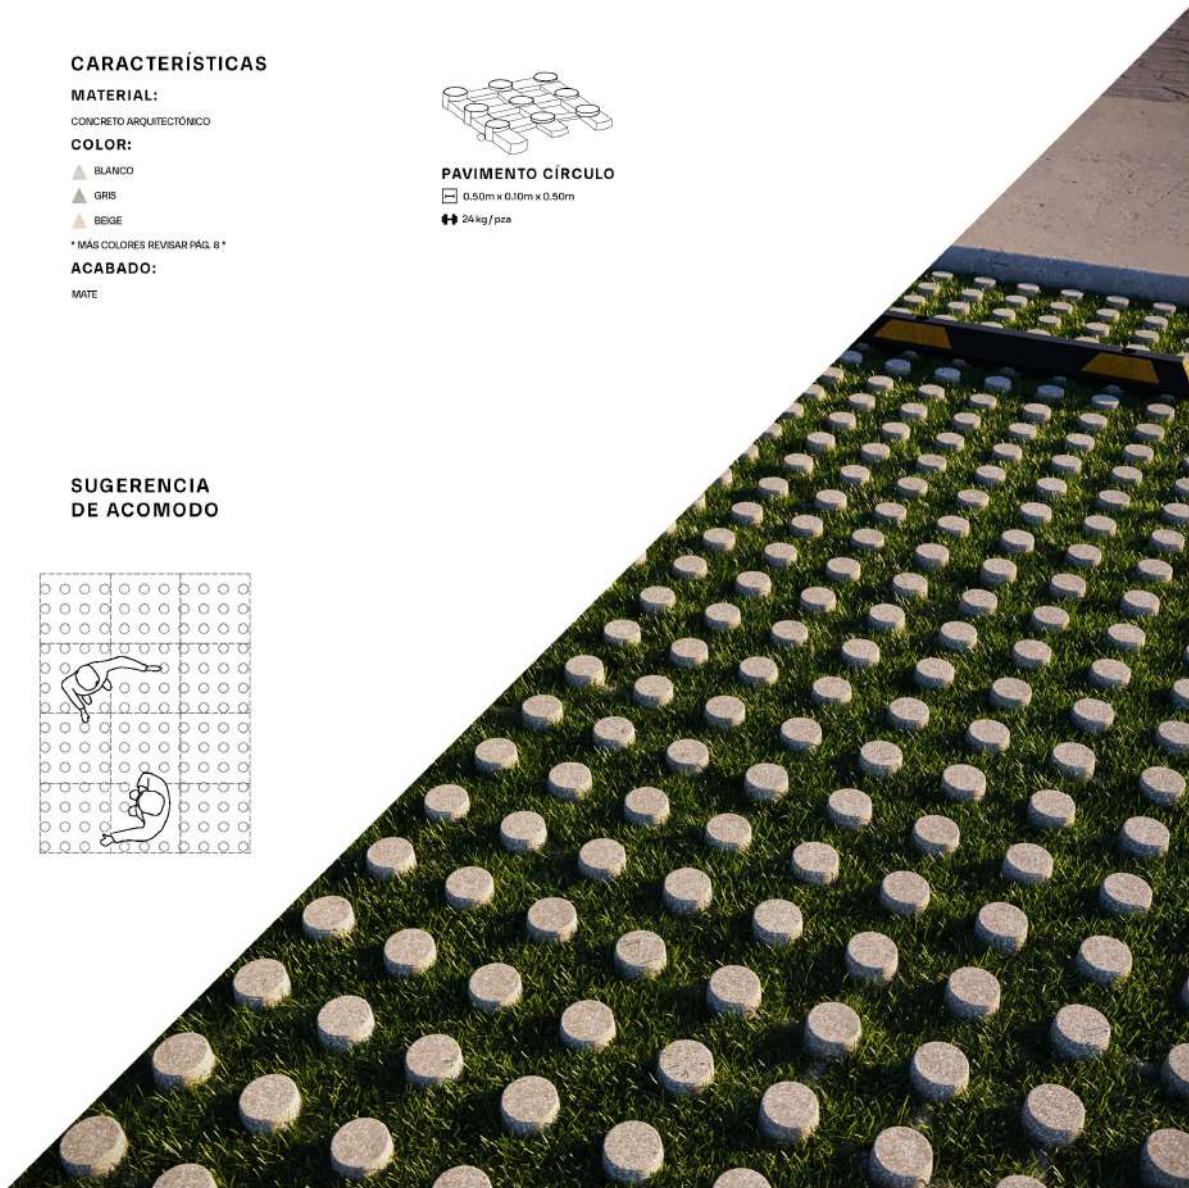 CARACTERÍSTICAS
MATERIAL:
CONCRETO ARQUITECTÓNICO
COLOR:
BLANCO
GRIS
BEIGE
* MÁS COLORES REVISAR PÁG. 8 *
ACABADO:
MATE
PAVIMENTO CÍRCULO
0.50m x 0.10m x 0.50m
24 kg / pza
SUGERENCIA
DE ACOMODO